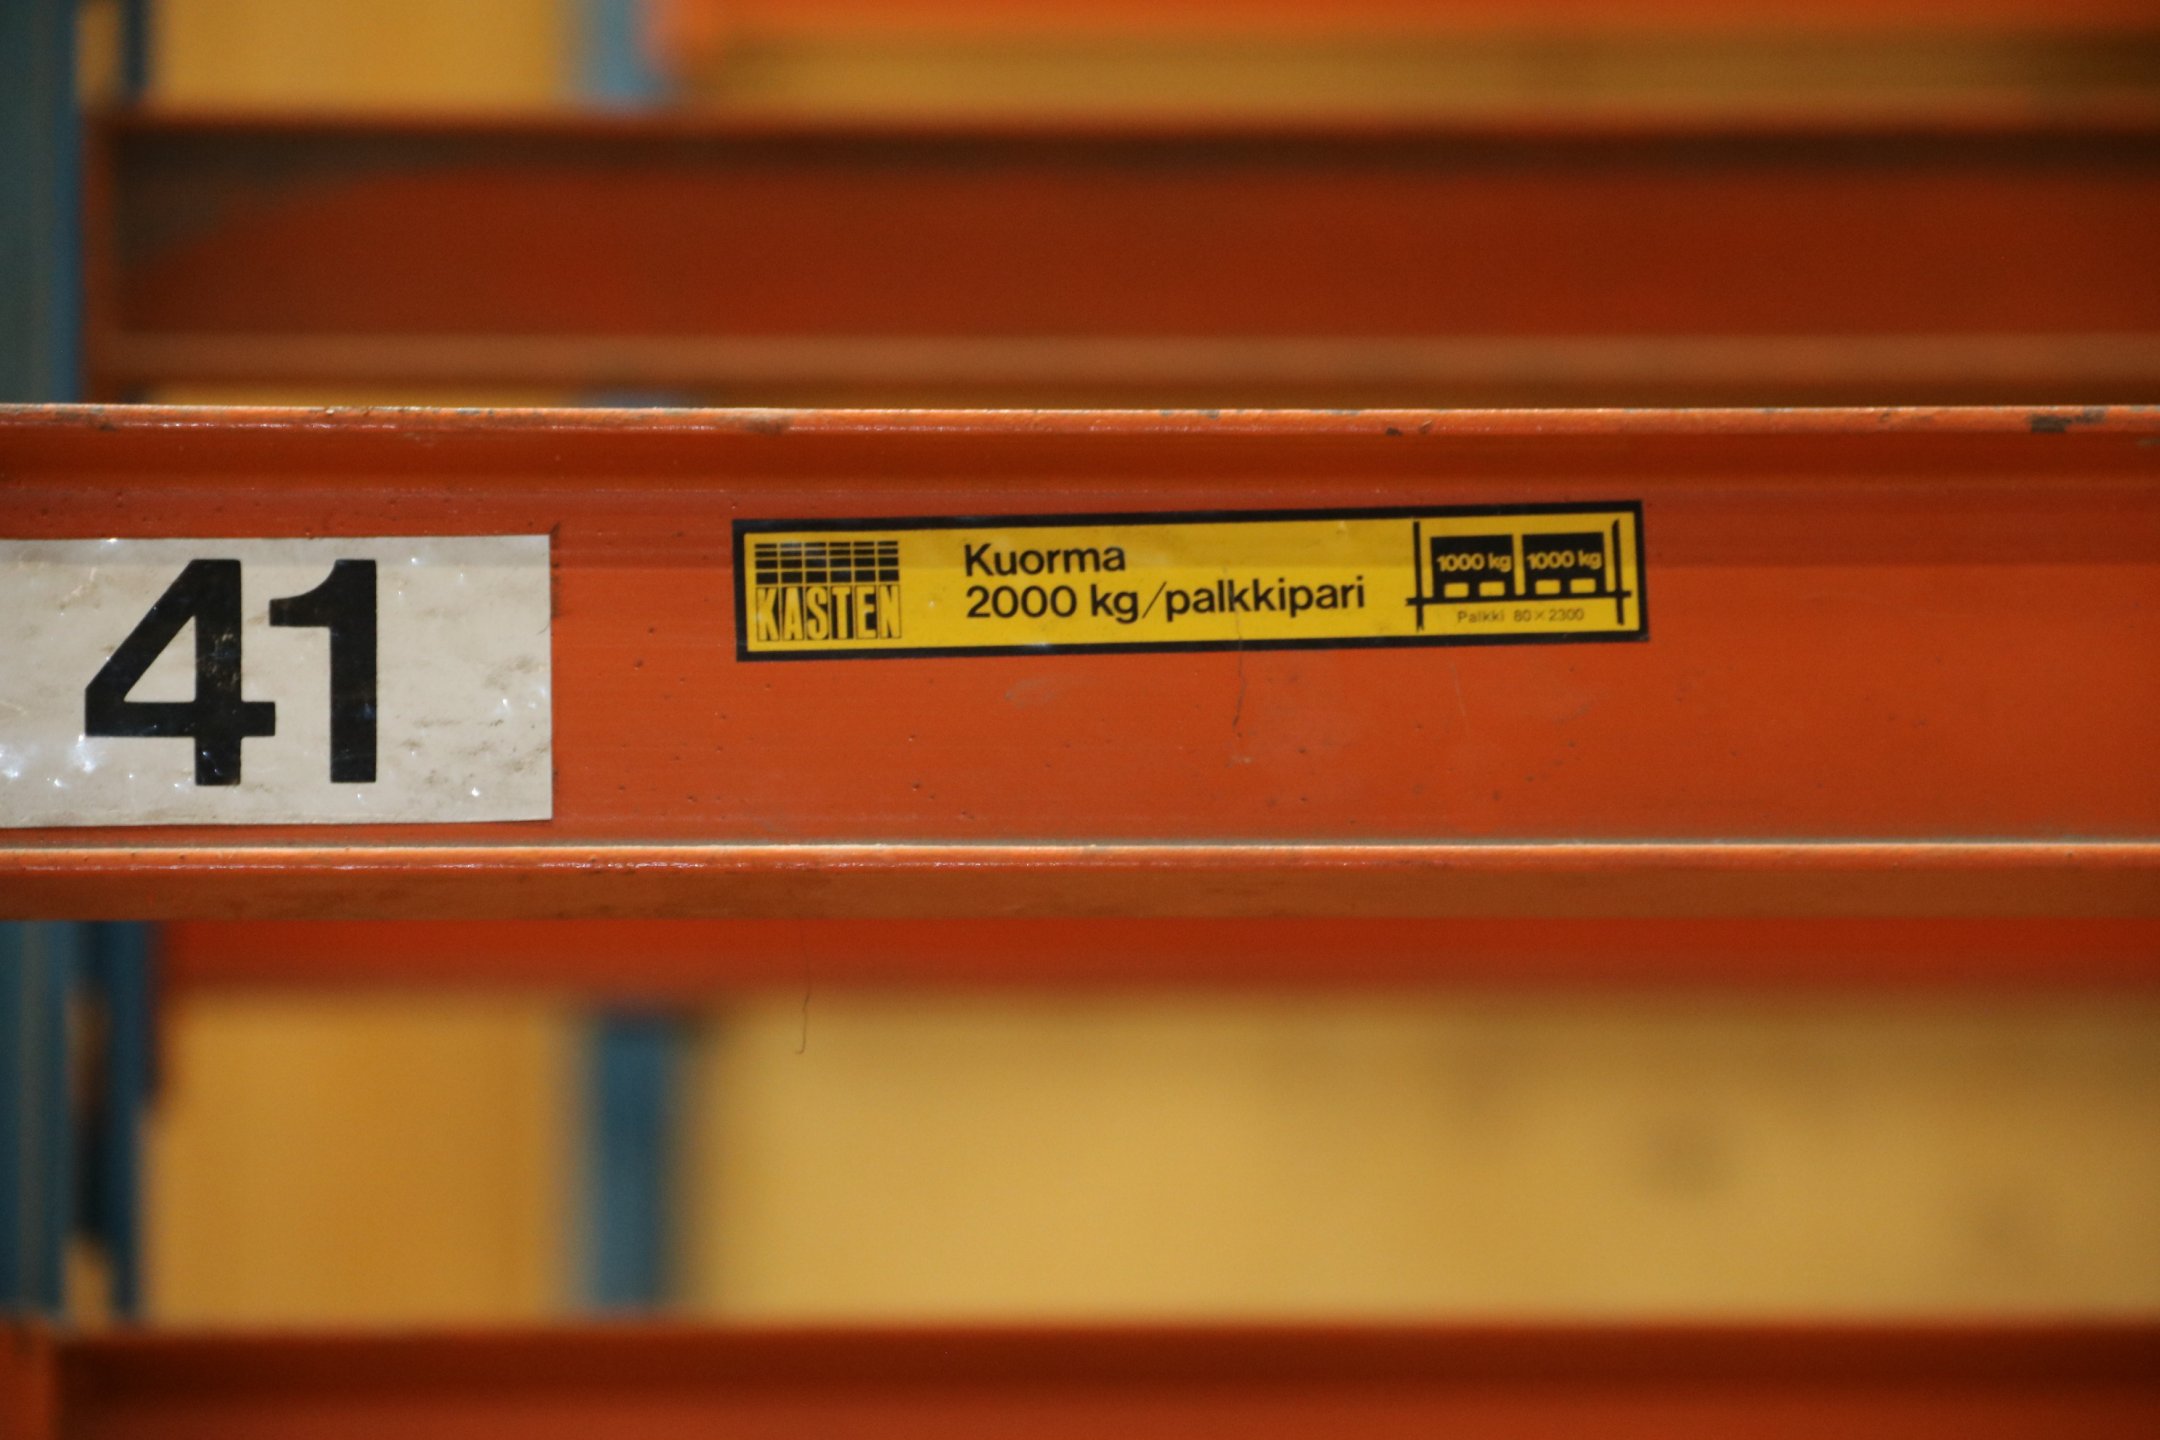 41
KASTEN
Kuorma
2000 kg/palkkipari
1000 kg 1000 kg
Palkki 80×2300